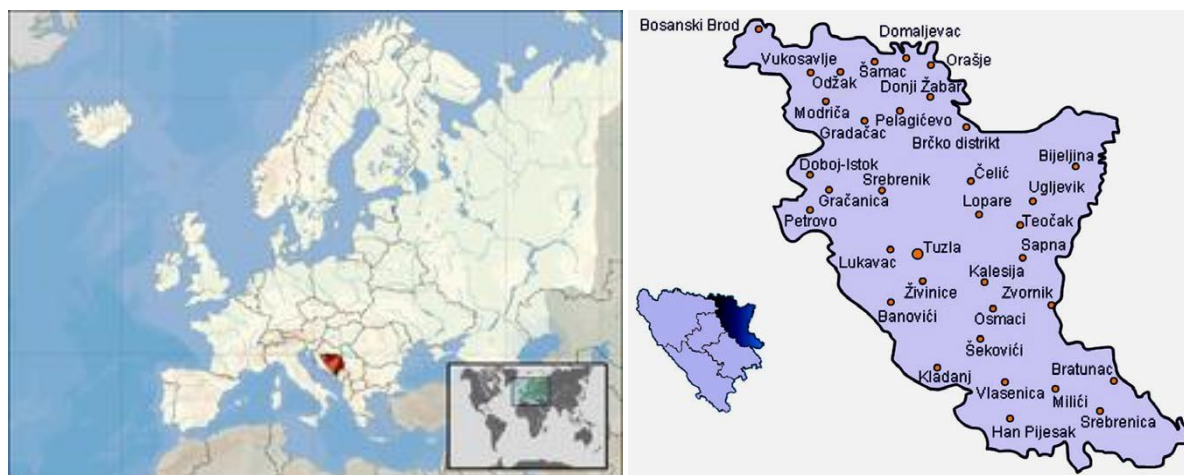 Bosanski Brod
Domaljevac
Vukosavlje
Šamac
Orašje
Odžak
Donji Žabar
Modriča
Pelagićevo
Gradačac
Brčko distrikt
Bijeljina
Doboj-Istok
Srebrenik
Čelić
Ugljevik
Gračanica
Lopare
Petrovo
Teočak
Tuzla
Sapna
Lukavac
Kalesija
Živinice
Zvornik
Banovići
Osmaci
Šekovići
Kladanj
Bratunac
Vlasenica
Milići
Srebrenica
Han Pijesak